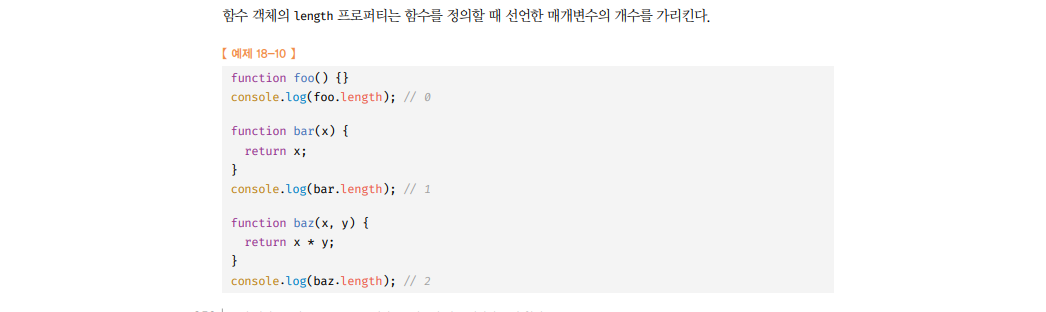 함수 객체의 length 프로퍼티는 함수를 정의할 때 선언한 매개변수의 개수를 가리킨다.
【 예제 18-10 】
function foo() {}
console.log(foo.length); // 0
function bar(x) {
  return x;
}
console.log(bar.length); // 1
function baz(x, y) {
  return x * y;
}
console.log(baz.length); // 2